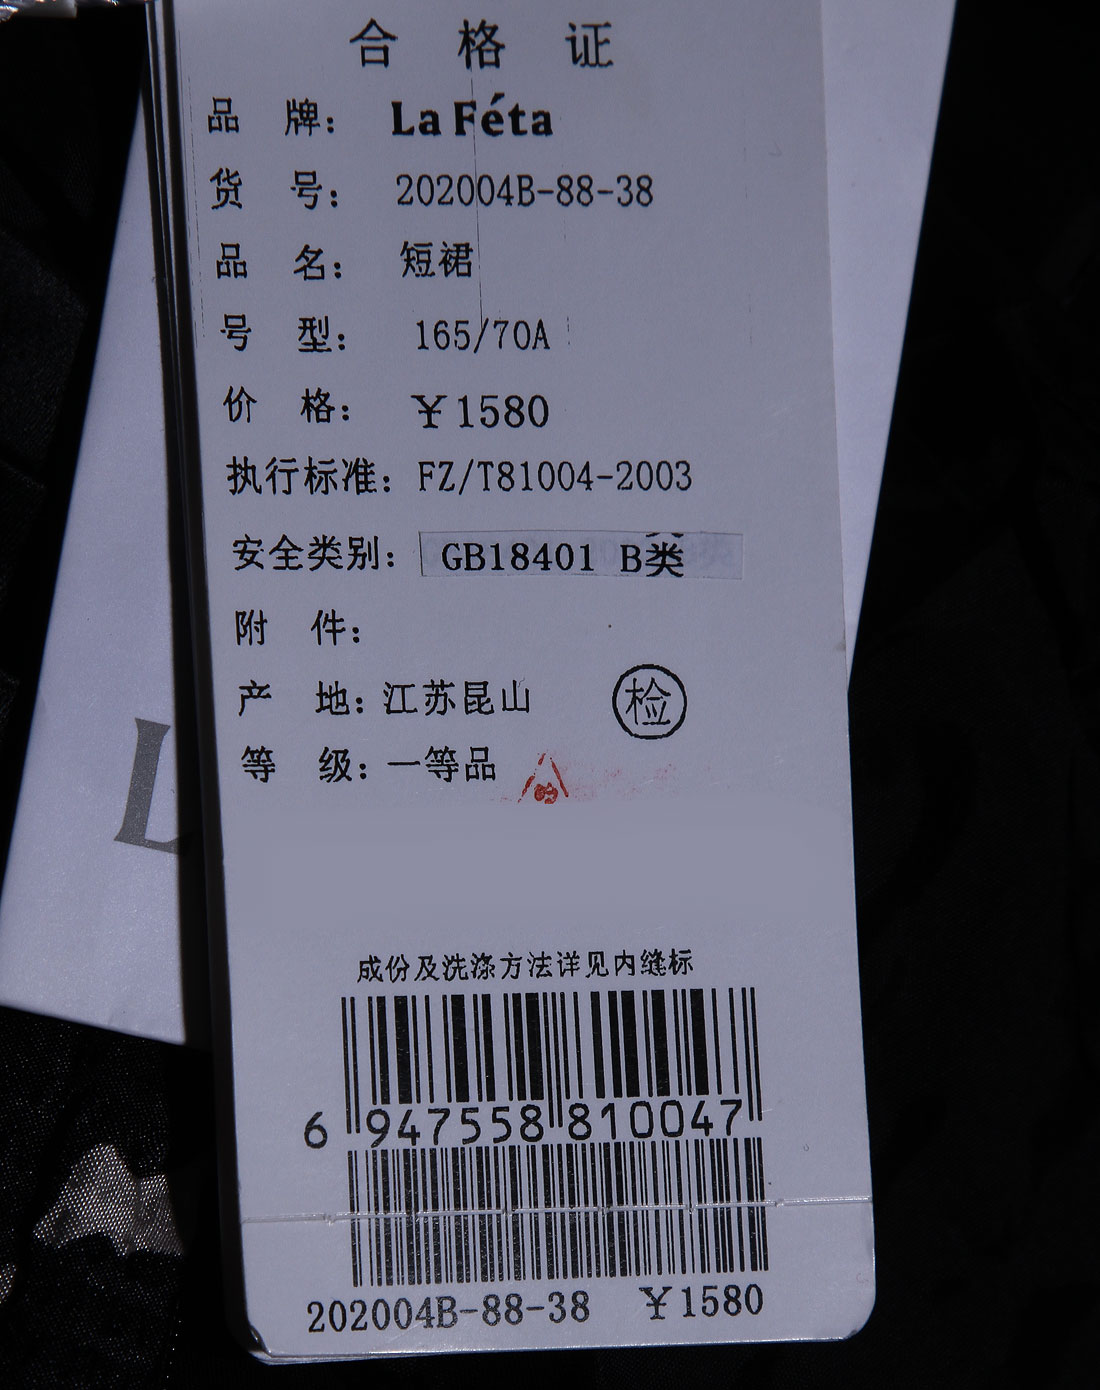 合 格 证
品 牌: La Féta
货 号: 202004B-88-38
品 名: 短裙
号 型: 165/70A
价 格: ¥1580
执行标准: FZ/T81004-2003
安全类别: GB18401 B类
附 件:
产 地: 江苏昆山 检
等 级: 一等品
L
成份及洗涤方法详见内缝标
6 947558 810047
202004B-88-38 ¥1580